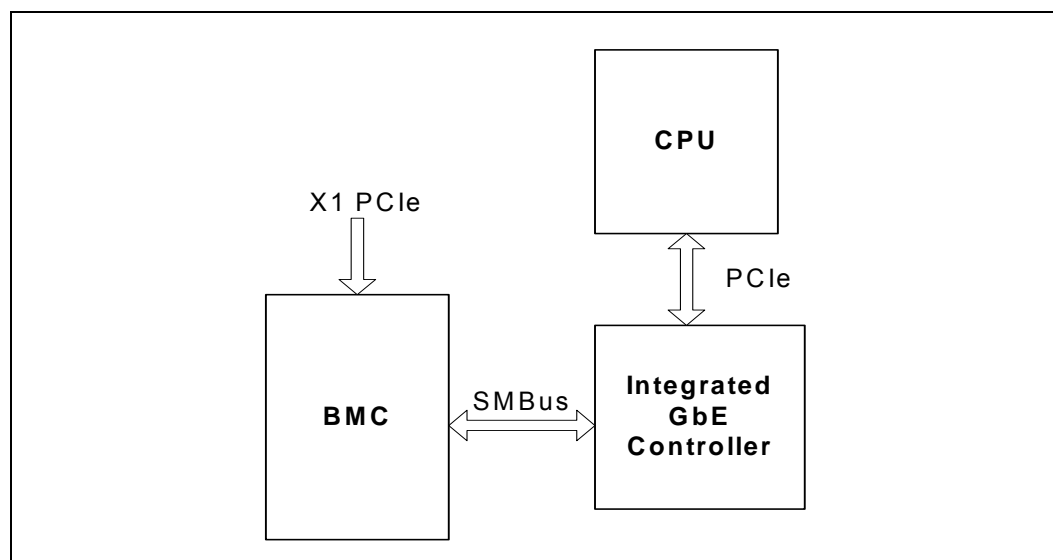 CPU
X1 PCIe
PCIe
BMC
SMBus
Integrated
GbE
Controller